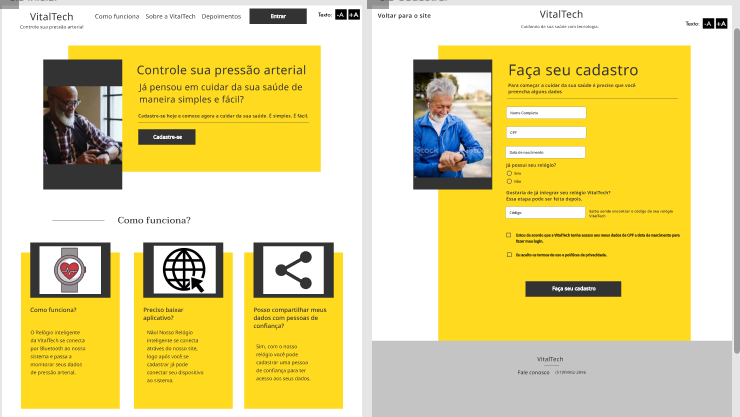 VitalTech
Controle sua pressão arterial
Como funciona
Sobre a VitalTech
Depoimentos
Entrar
Texto:
-A
+A
Controle sua pressão arterial
Já pensou em cuidar da sua saúde de
maneira simples e fácil?
Cadastre-se hoje e comece agora a cuidar da sua saúde. É simples. É fácil.
Cadastre-se
Como funciona?
Como funciona?
O Relógio inteligente
da VitalTech se conecta
por Bluetooth ao nosso
sistema e passa a
monitorar seus dados
de pressão arterial.
Preciso baixar
aplicativo?
Não! Nosso Relógio
inteligente se conecta
através do nosso site,
logo após você se
cadastrar já pode
conectar seu dispositivo
ao sistema.
Posso compartilhar meus
dados com pessoas de
confiança?
Sim, com o nosso
relógio você pode
cadastrar uma pessoa
de confiança para ter
acesso aos seus dados.
Voltar para o site
VitalTech
Cuidando da sua saúde com tecnologia.
Texto:
-A
+A
Faça seu cadastro
Para começar a cuidar da sua saúde é preciso que você
preencha alguns dados
Nome Completo
CPF
Data de nascimento
Já possui seu relógio?
Sim
Não
Gostaria de já integrar seu relógio VitalTech?
Essa etapa pode ser feita depois.
Código
Saiba aonde encontrar o código de seu relógio
VitalTech!
Estou de acordo que a VitalTech tenha acesso aos meus dados de CPF e data de nascimento para
fazer meu login.
Eu aceito os termos de uso e políticas de privacidade.
Faça seu cadastro
iStock
VitalTech
Fale conosco